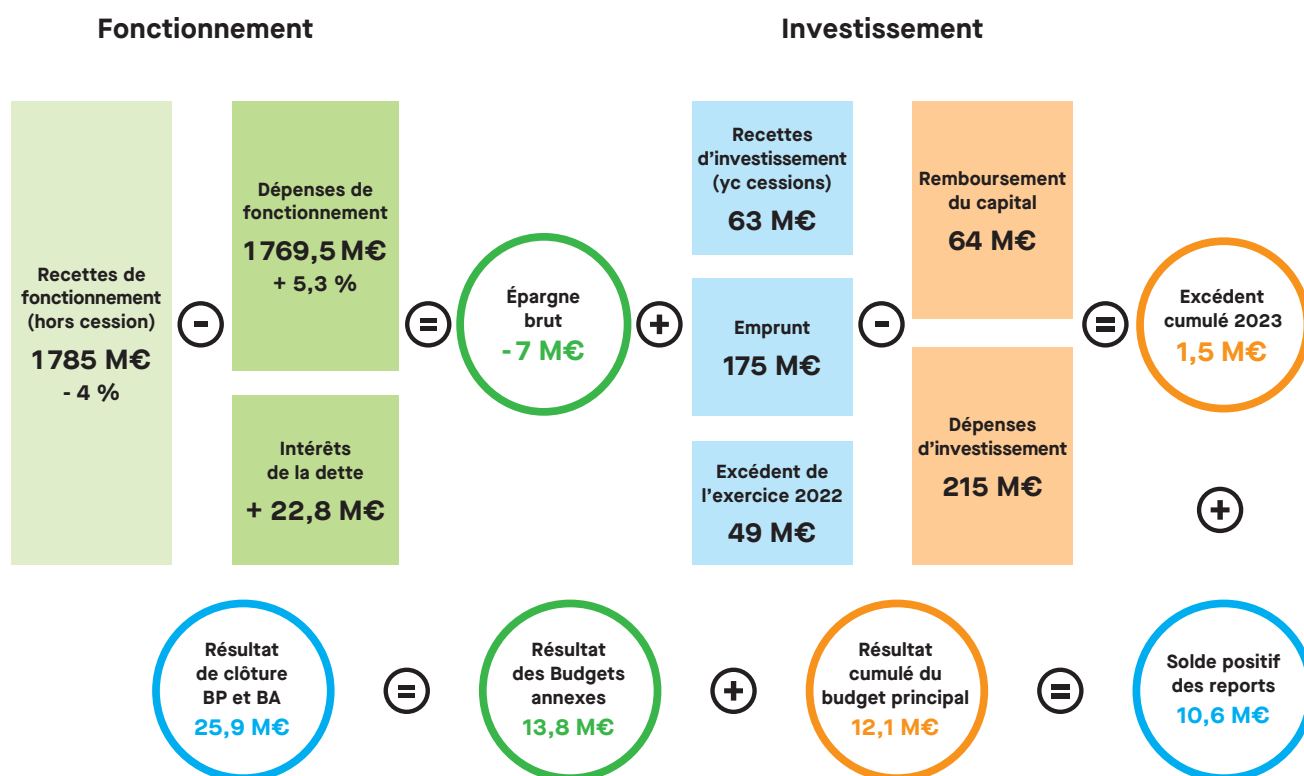 Fonctionnement
Investissement
Recettes de
fonctionnement
(hors cession)
1785 M€
- 4 %
-
Dépenses de
fonctionnement
1769,5 M€
+ 5,3 %
Intérêts
de la dette
+ 22,8 M€
=
Épargne
brut
- 7 M€
+
Recettes
d'investissement
(yc cessions)
63 M€
Emprunt
175 M€
Excédent de
l'exercice 2022
49 M€
-
Remboursement
du capital
64 M€
Dépenses
d'investissement
215 M€
=
Excédent
cumulé 2023
1,5 M€
+
Résultat
de clôture
BP et BA
25,9 M€
=
Résultat
des Budgets
annexes
13,8 M€
+
Résultat
cumulé du
budget principal
12,1 M€
=
Solde positif
des reports
10,6 M€